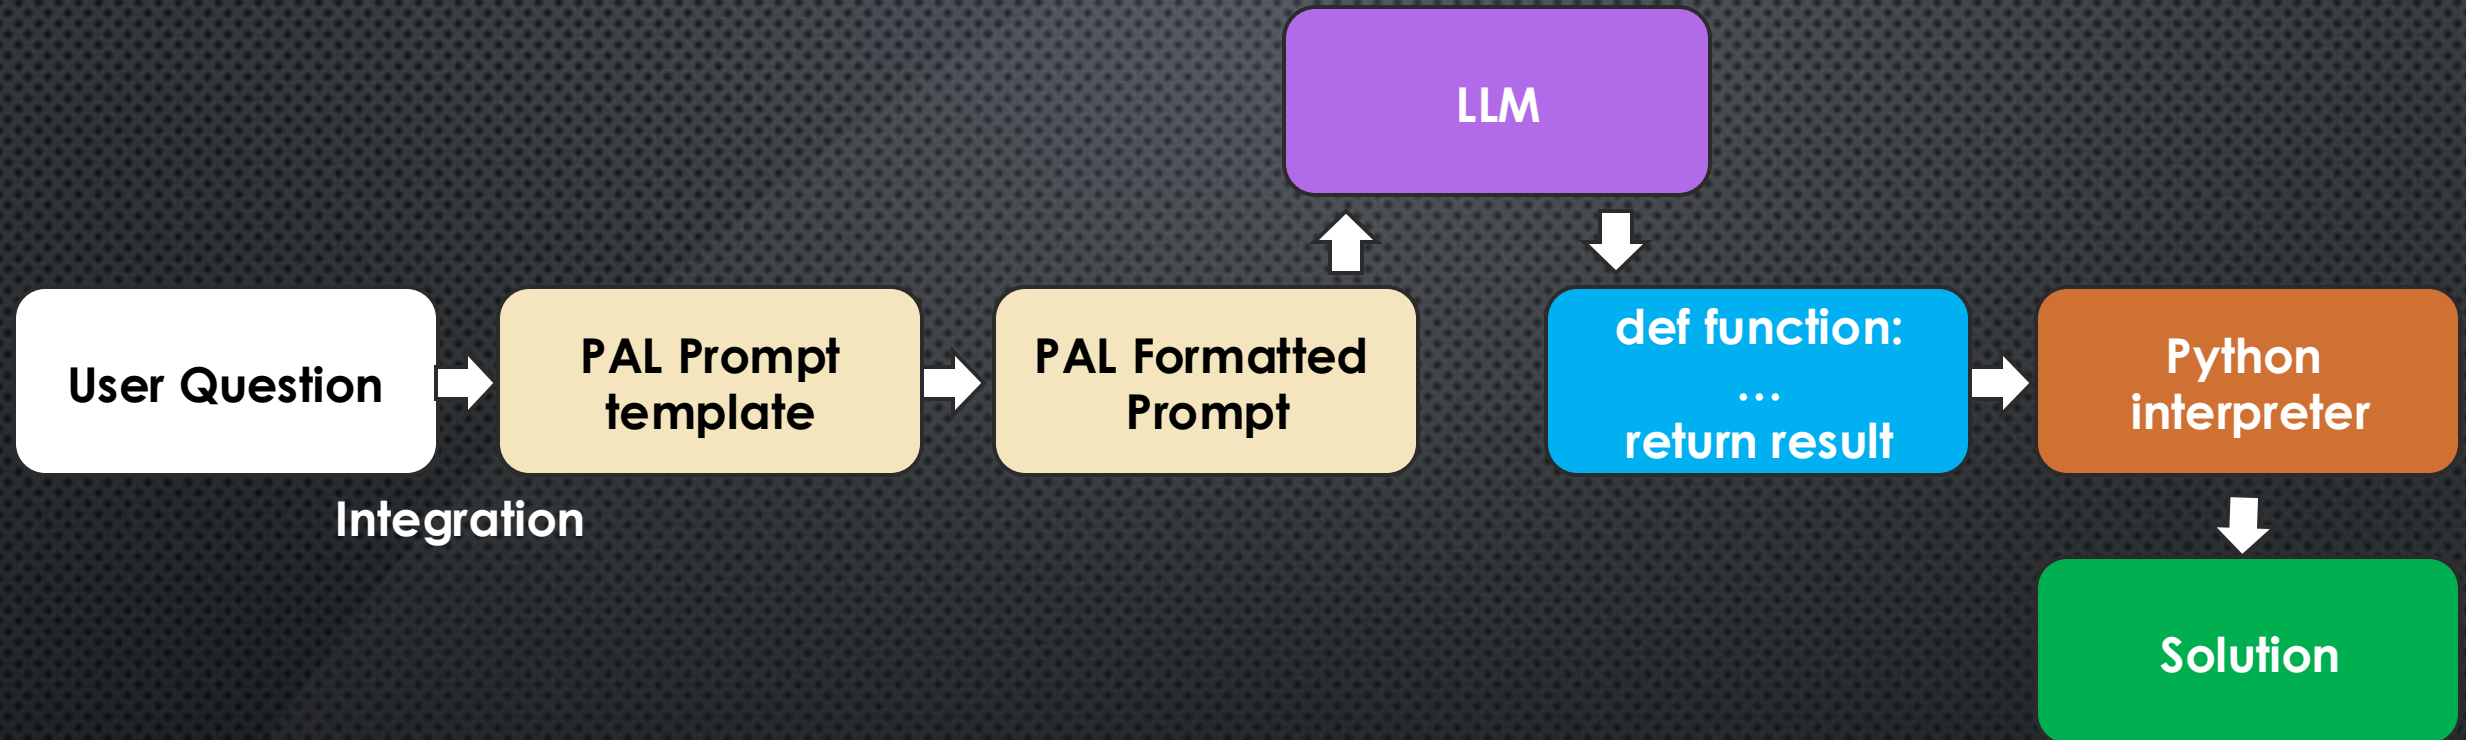 LLM
User Question
PAL Prompt
template
PAL Formatted
Prompt
def function:
...
return result
Python
interpreter
Integration
Solution